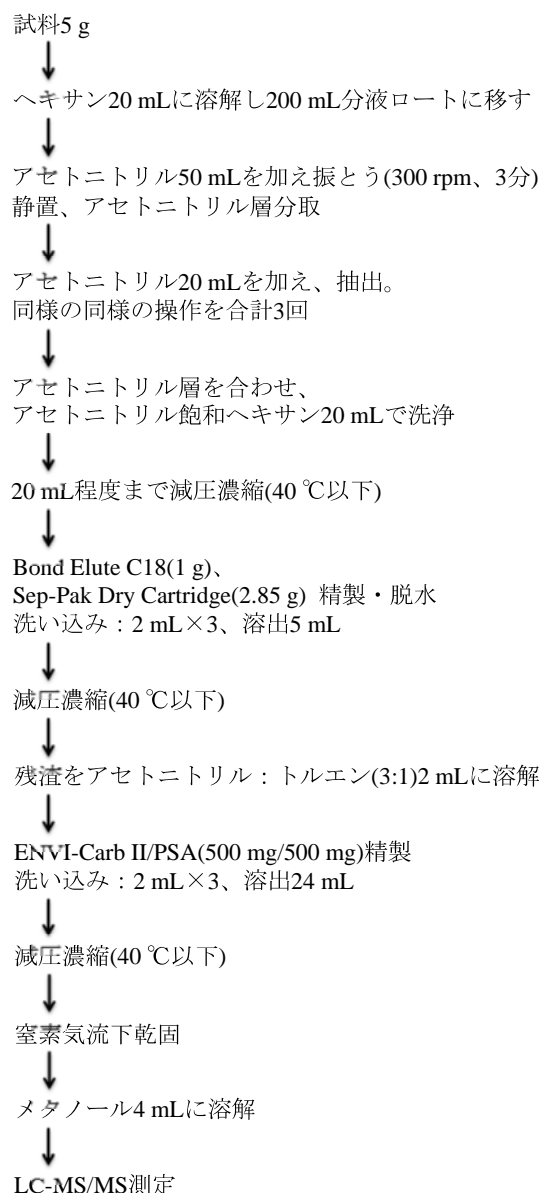 試料5 g
ヘキサン20 mLに溶解し200 mL分液ロートに移す
アセトニトリル50 mLを加え振とう(300 rpm、3分)
静置、アセトニトリル層分取
アセトニトリル20 mLを加え、抽出。
同様の同様の操作を合計3回
アセトニトリル層を合わせ、
アセトニトリル飽和ヘキサン20 mLで洗浄
20 mL程度まで減圧濃縮(40 ℃以下)
Bond Elute C18(1 g)、
Sep-Pak Dry Cartridge(2.85 g) 精製・脱水
洗い込み：2 mL×3、溶出5 mL
減圧濃縮(40 ℃以下)
残渣をアセトニトリル：トルエン(3:1)2 mLに溶解
ENVI-Carb II/PSA(500 mg/500 mg)精製
洗い込み：2 mL×3、溶出24 mL
減圧濃縮(40 ℃以下)
窒素気流下乾固
メタノール4 mLに溶解
LC-MS/MS測定